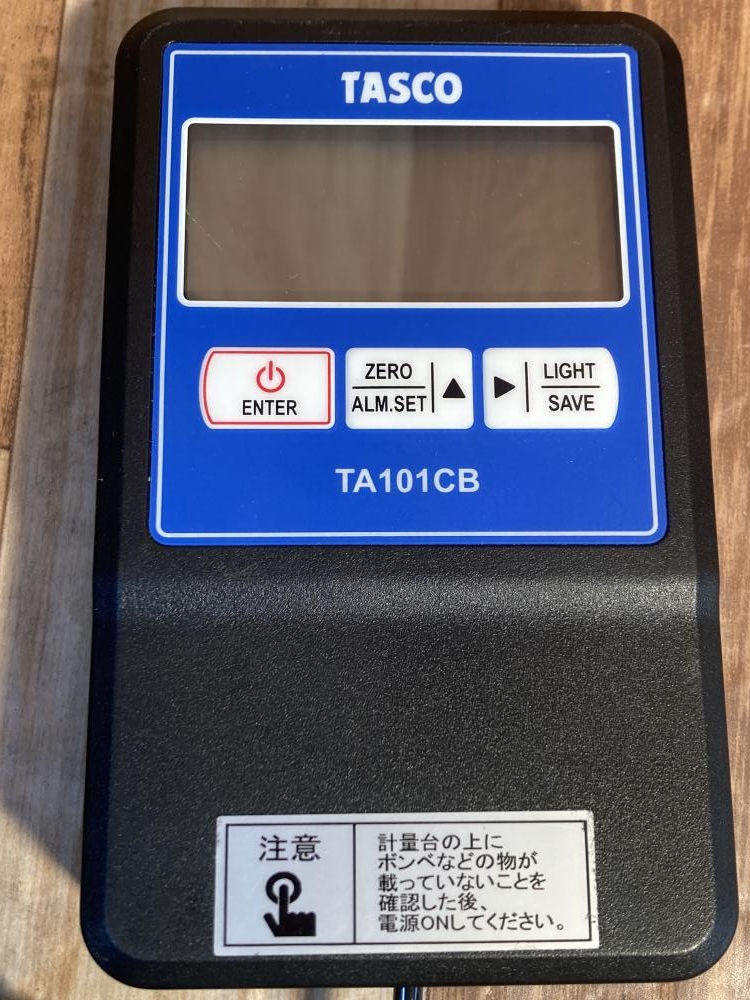 TASCO
ENTER
ZERO
ALM.SET
LIGHT
SAVE
TA101CB
注意
計量台の上に
ボンベなどの物が
載っていないことを
確認した後、
電源ONしてください。